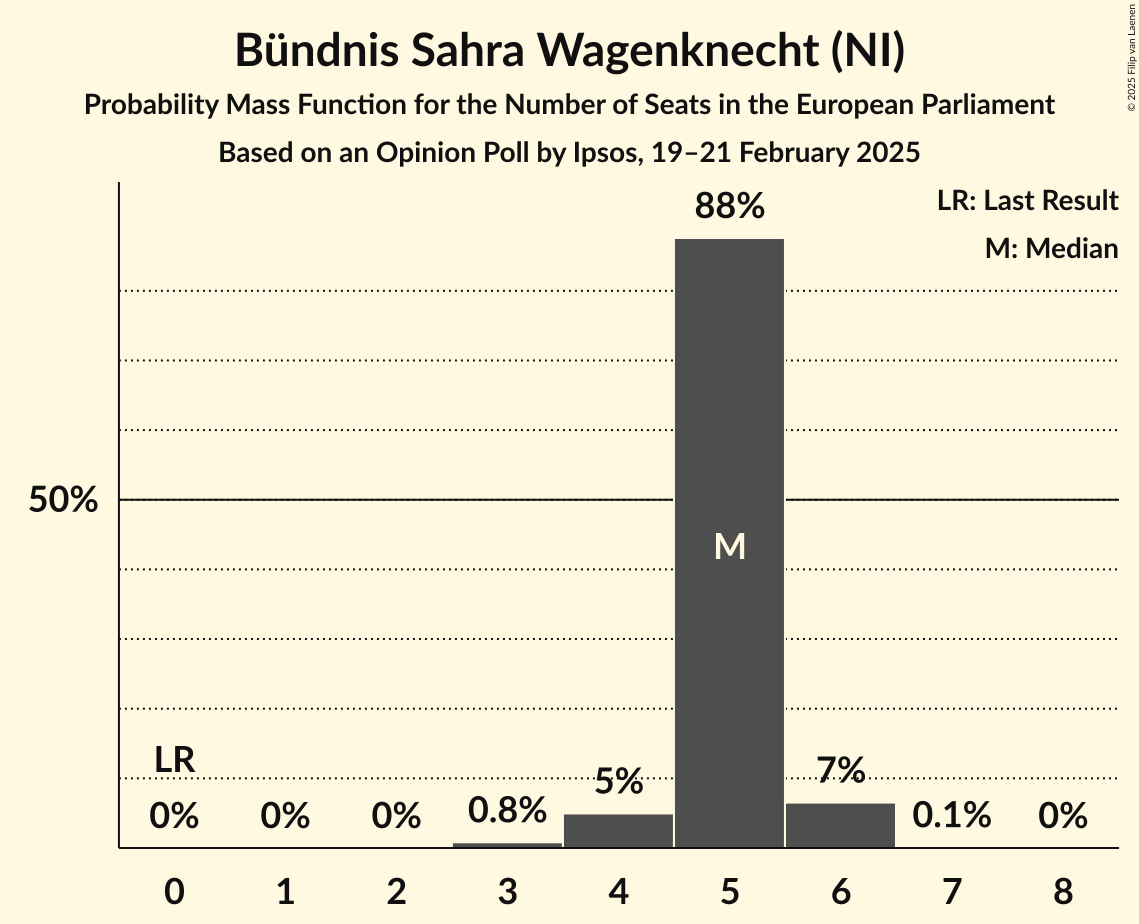 Bündnis Sahra Wagenknecht (NI)
Probability Mass Function for the Number of Seats in the European Parliament
Based on an Opinion Poll by Ipsos, 19–21 February 2025
© 2025 Filip van Laenen
LR: Last Result
M: Median
88%
50%
M
LR
0%
0%
0%
0.8%
5%
7%
0.1%
0%
0 1 2 3 4 5 6 7 8